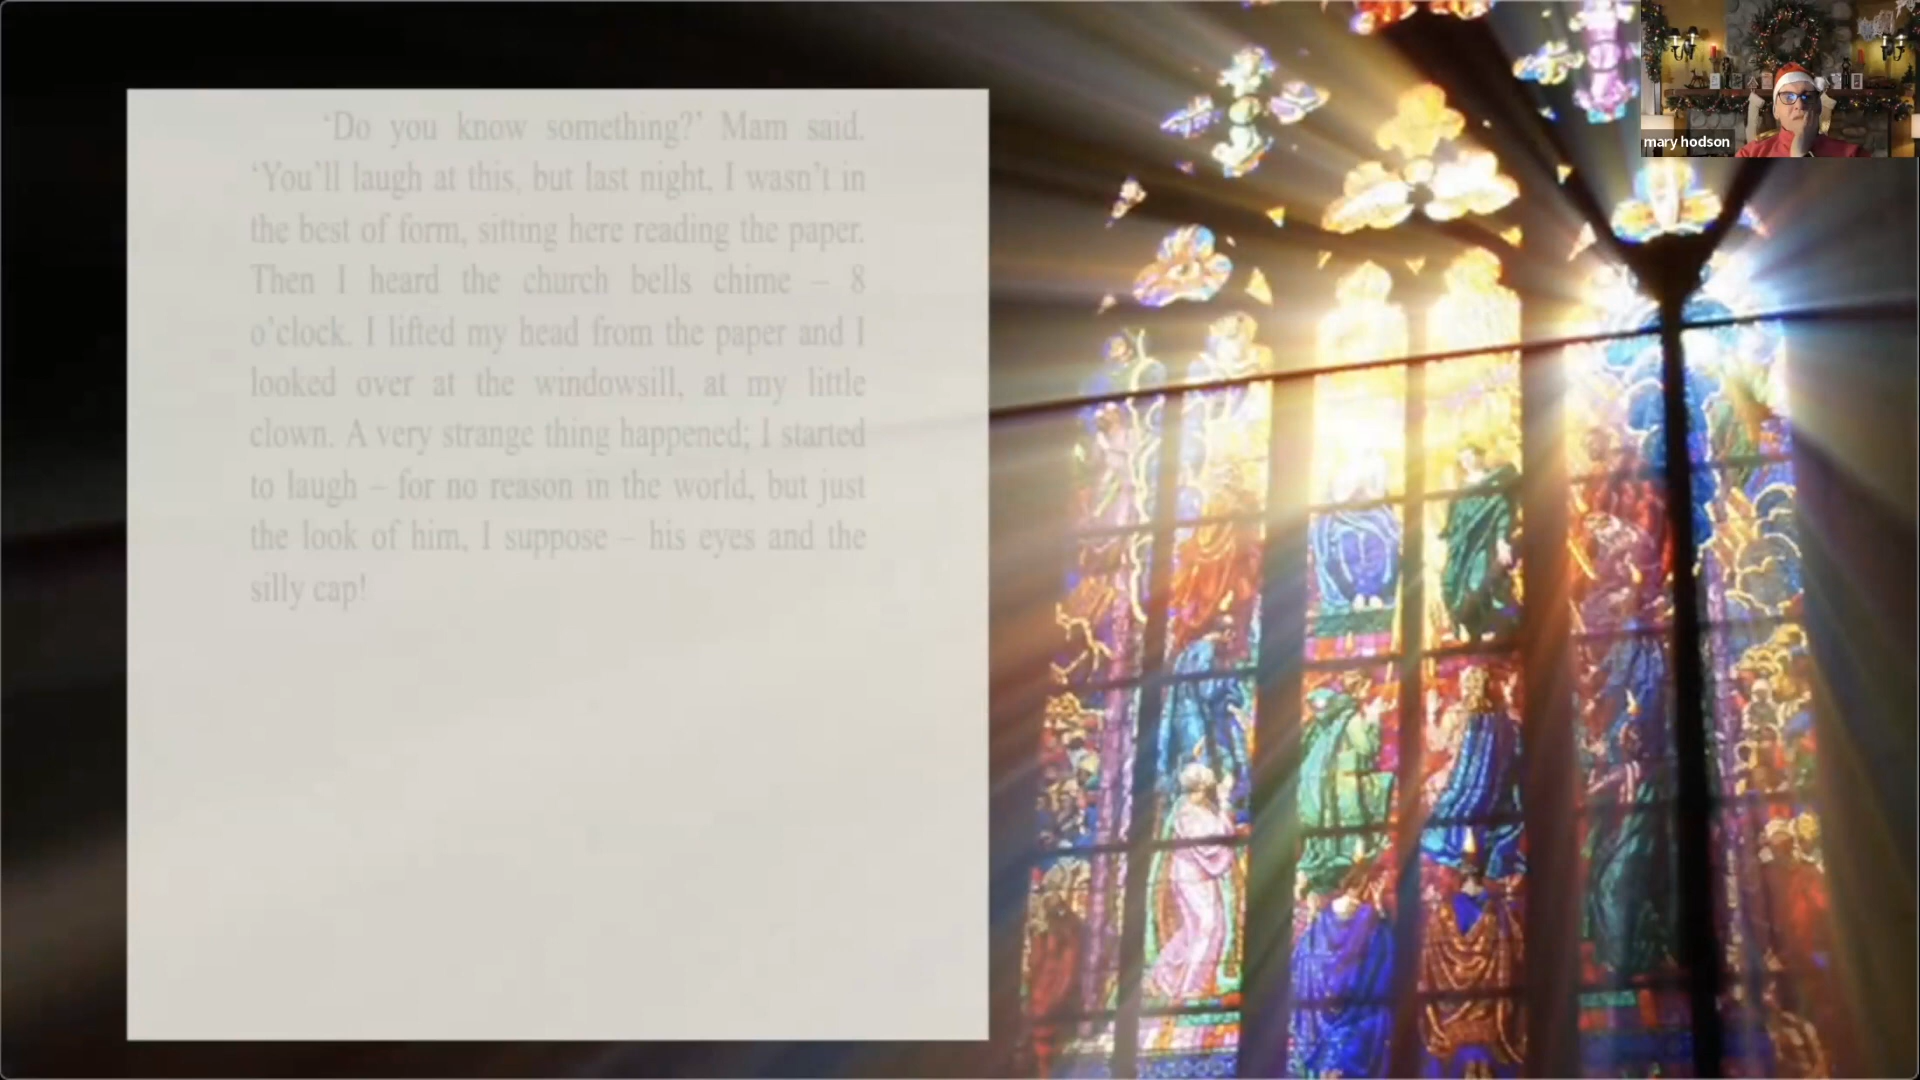 ‘Do you know something?’ Mam said.
‘You’ll laugh at this, but last night, I wasn’t in
the best of form, sitting here reading the paper.
Then I heard the church bells chime – 8
o’clock. I lifted my head from the paper and I
looked over at the windowsill, at my little
clown. A very strange thing happened; I started
to laugh – for no reason in the world, but just
the look of him, I suppose – his eyes and the
silly cap!
mary hodson